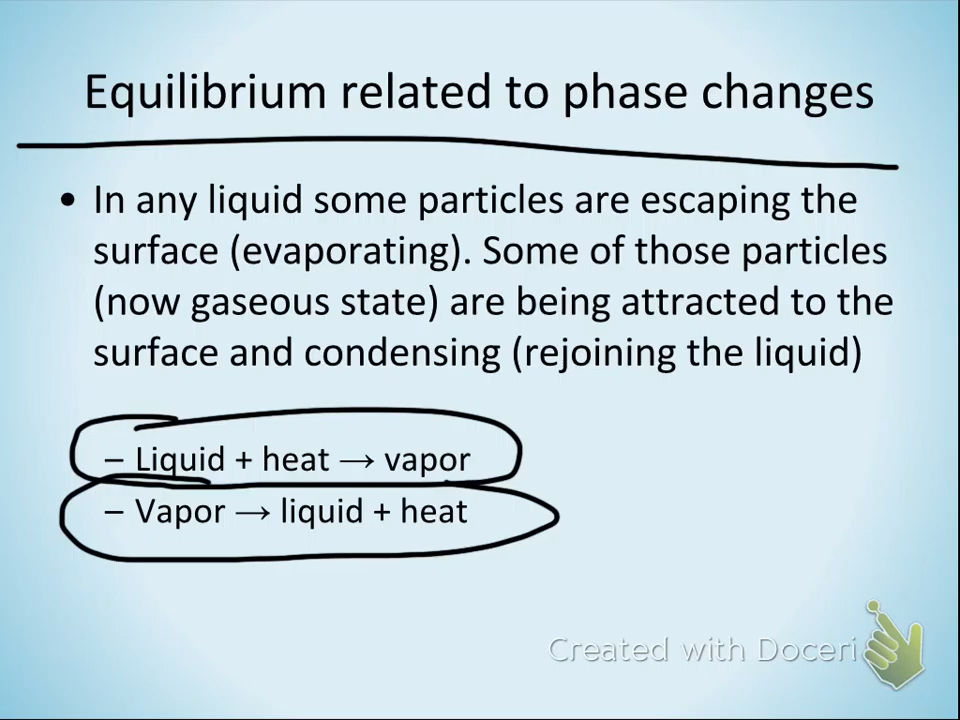 Equilibrium related to phase changes
• In any liquid some particles are escaping the
surface (evaporating). Some of those particles
(now gaseous state) are being attracted to the
surface and condensing (rejoining the liquid)
– Liquid + heat → vapor
– Vapor → liquid + heat
Created with Doceri